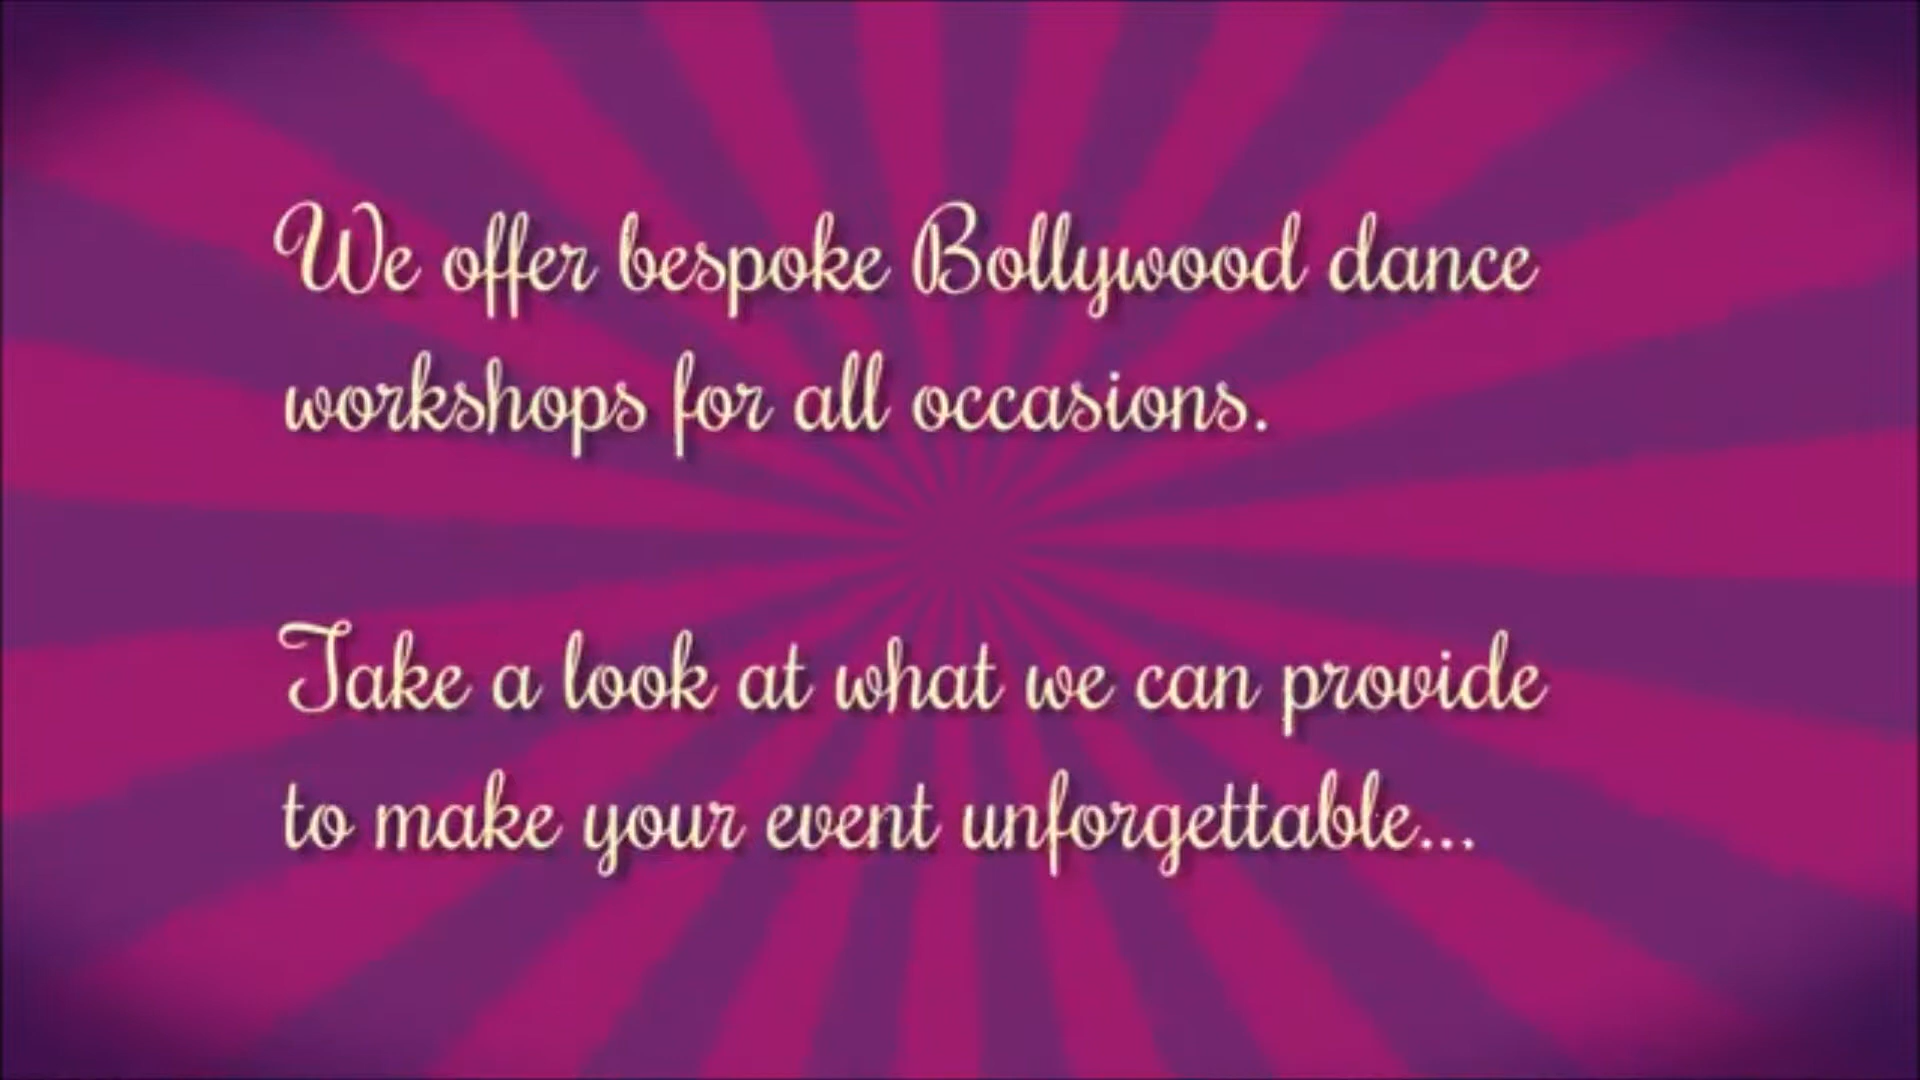 We offer bespoke Bollywood dance
workshops for all occasions.
Take a look at what we can provide
to make your event unforgettable...